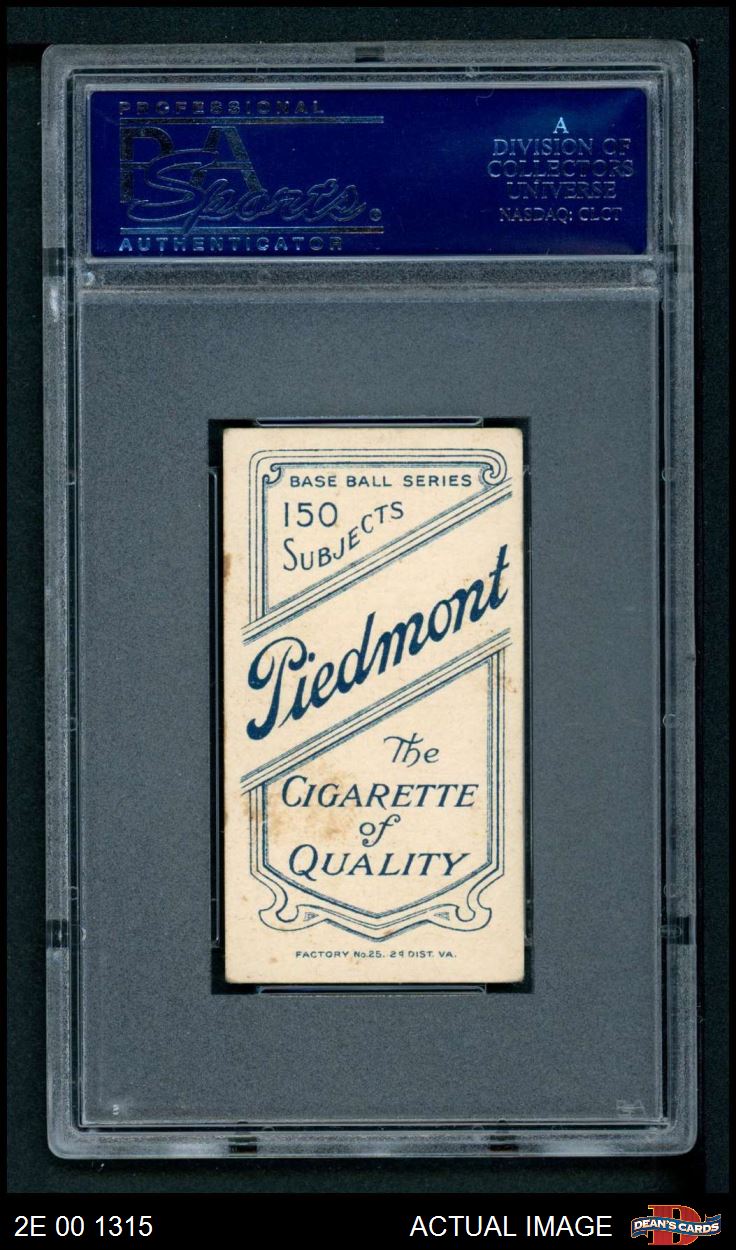 PROFESSIONAL
PSA
Sports
AUTHENTICATOR
A
DIVISION OF
COLLECTORS
UNIVERSE
NASDAQ: CLCT
BASE BALL SERIES
150
SUBJECTS
Piedmont
The
CIGARETTE
of
QUALITY
FACTORY No. 25. 2d DIST. VA.
2E 00 1315
ACTUAL IMAGE
D
DEAN'S CARDS